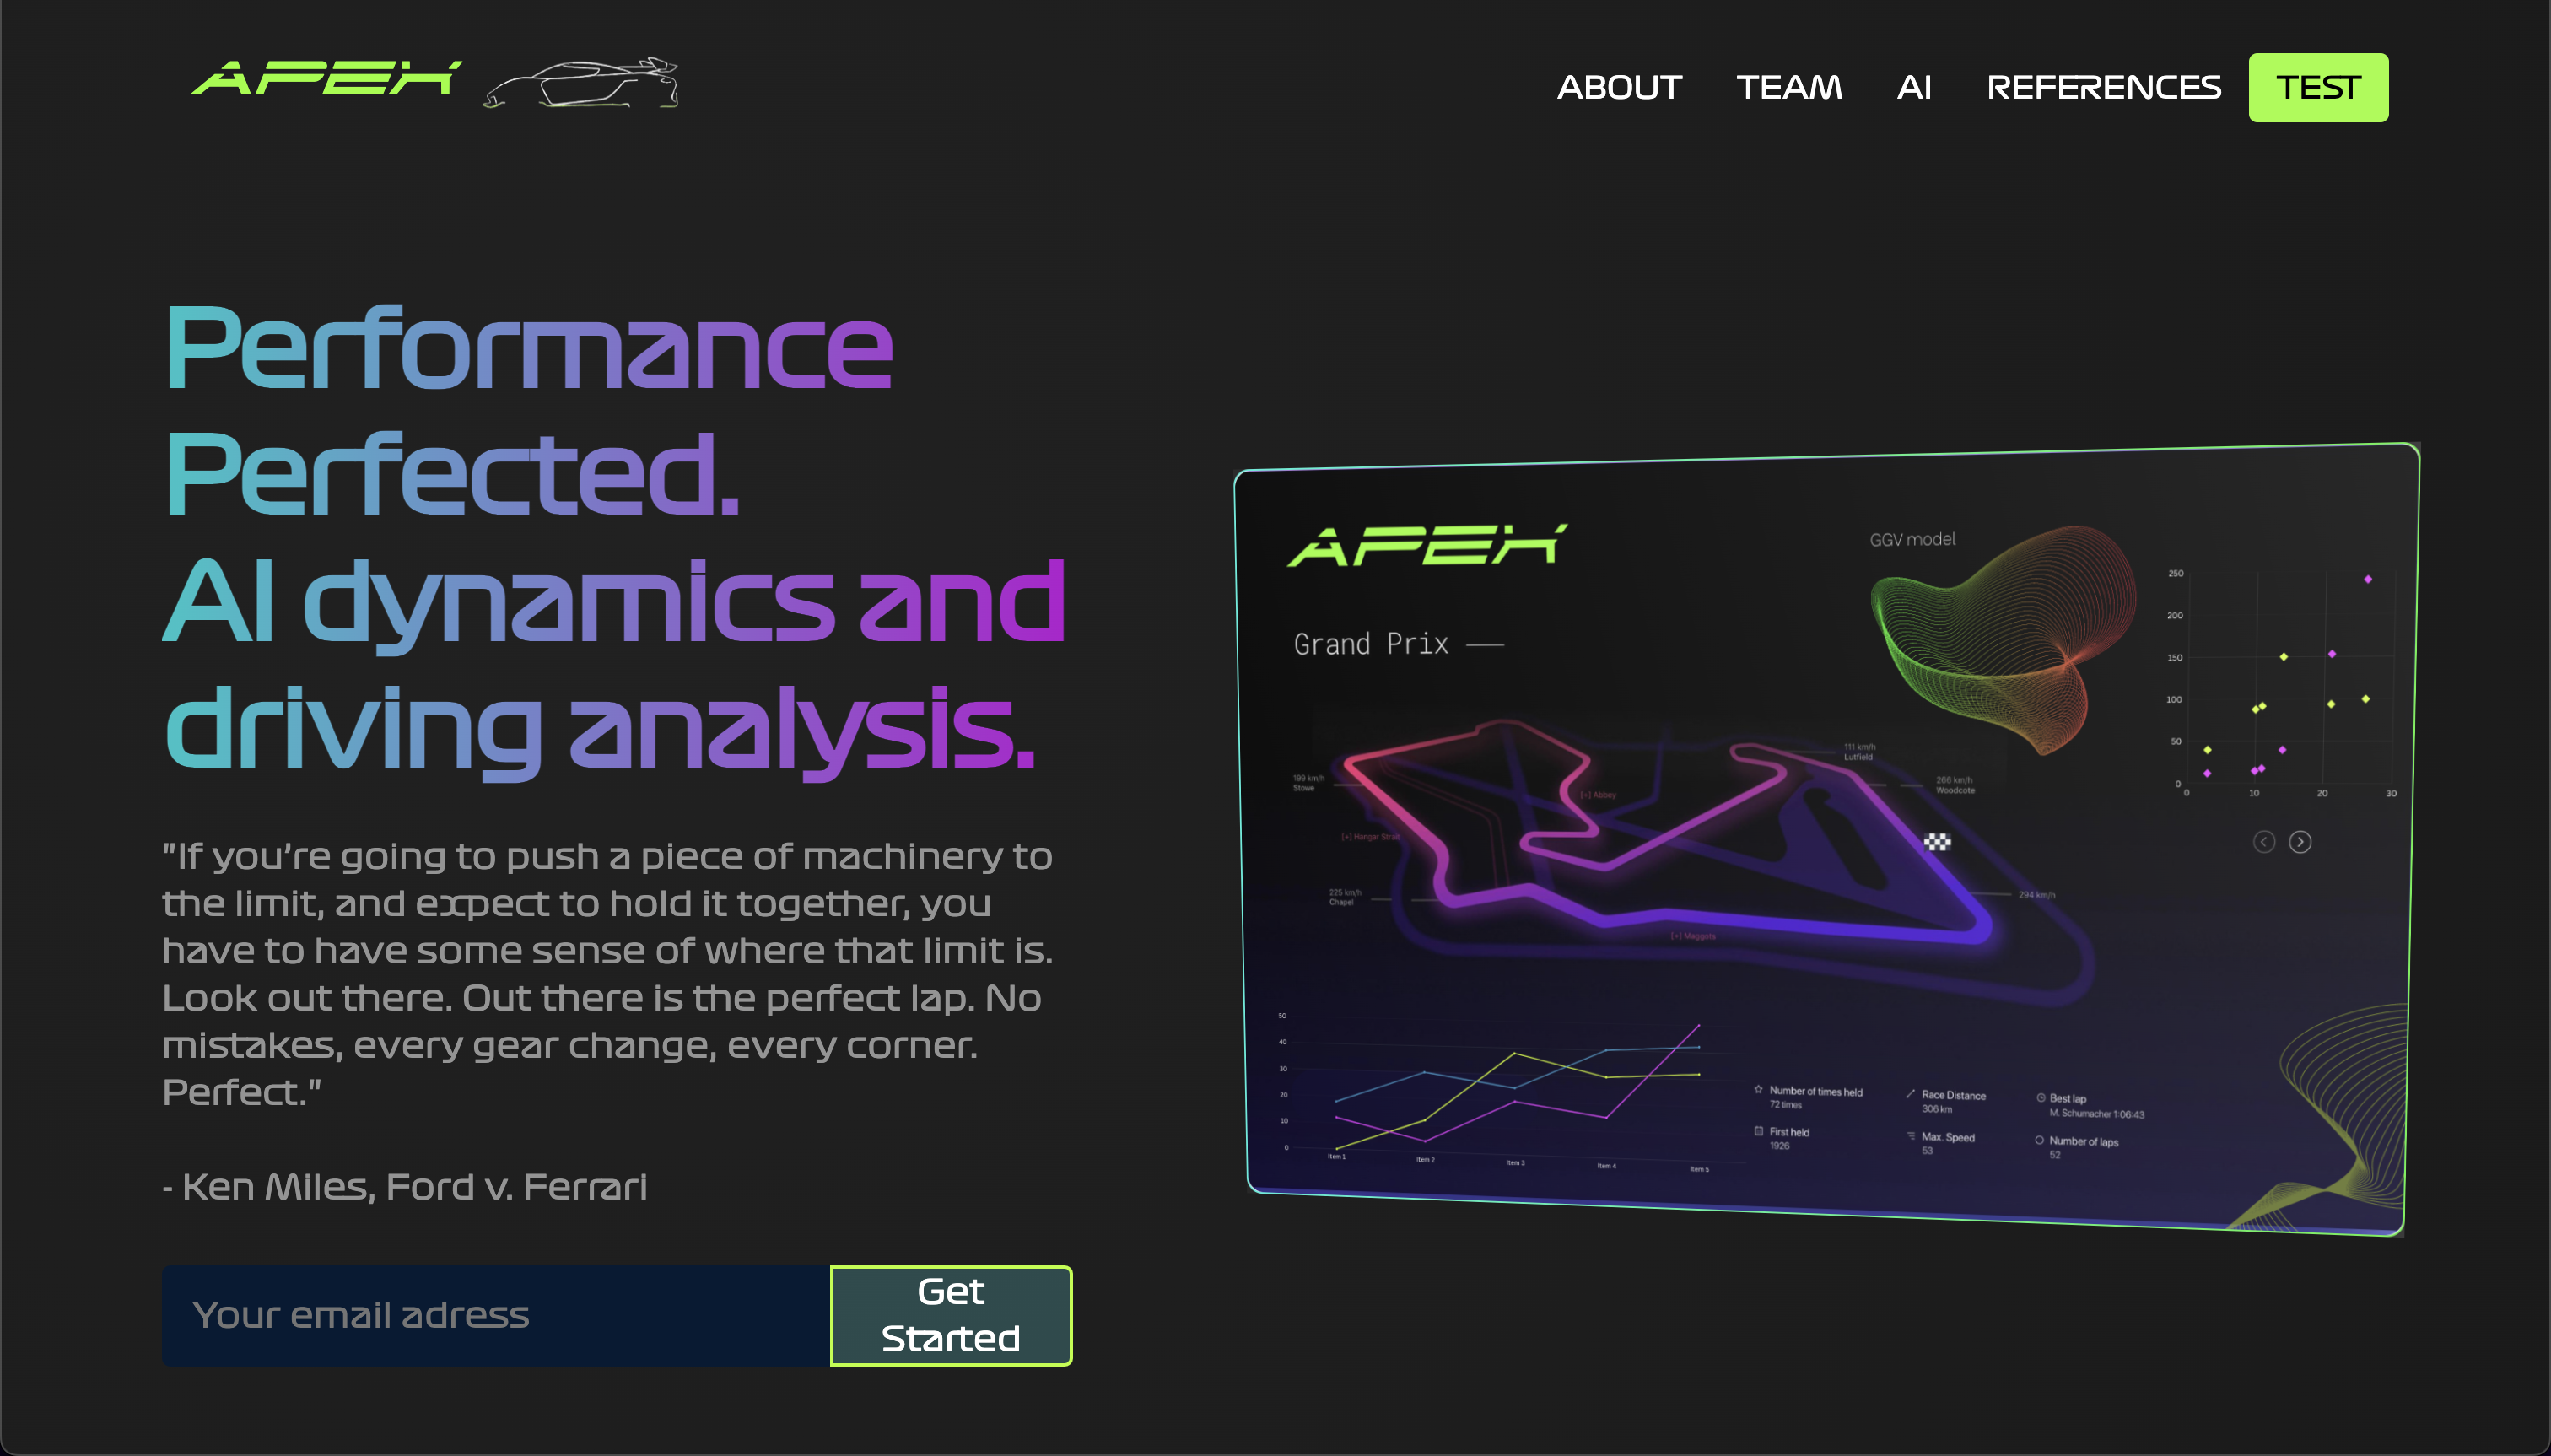 APEX
ABOUT TEAM AI REFERENCES TEST
Performance
Perfected.
AI dynamics and
driving analysis.
"If you're going to push a piece of machinery to
the limit, and expect to hold it together, you
have to have some sense of where that limit is.
Look out there. Out there is the perfect lap. No
mistakes, every gear change, every corner.
Perfect."
- Ken Miles, Ford v. Ferrari
Your email adress
Get
Started
APEX
GGV model
Grand Prix
250
200
150
100
50
0
0 10 20 30
111 km/h
Lutfield
199 km/h
Stowe
266 km/h
Woodcote
[+] Abbey
[+] Hangar Strait
225 km/h
Chapel
294 km/h
[+] Maggots
50
40
30
20
10
0
Item 1 Item 2 Item 3 Item 4 Item 5
Number of times held
72 times
Race Distance
306 km
Best lap
M. Schumacher 1:06:43
First held
1926
Max. Speed
53
Number of laps
52